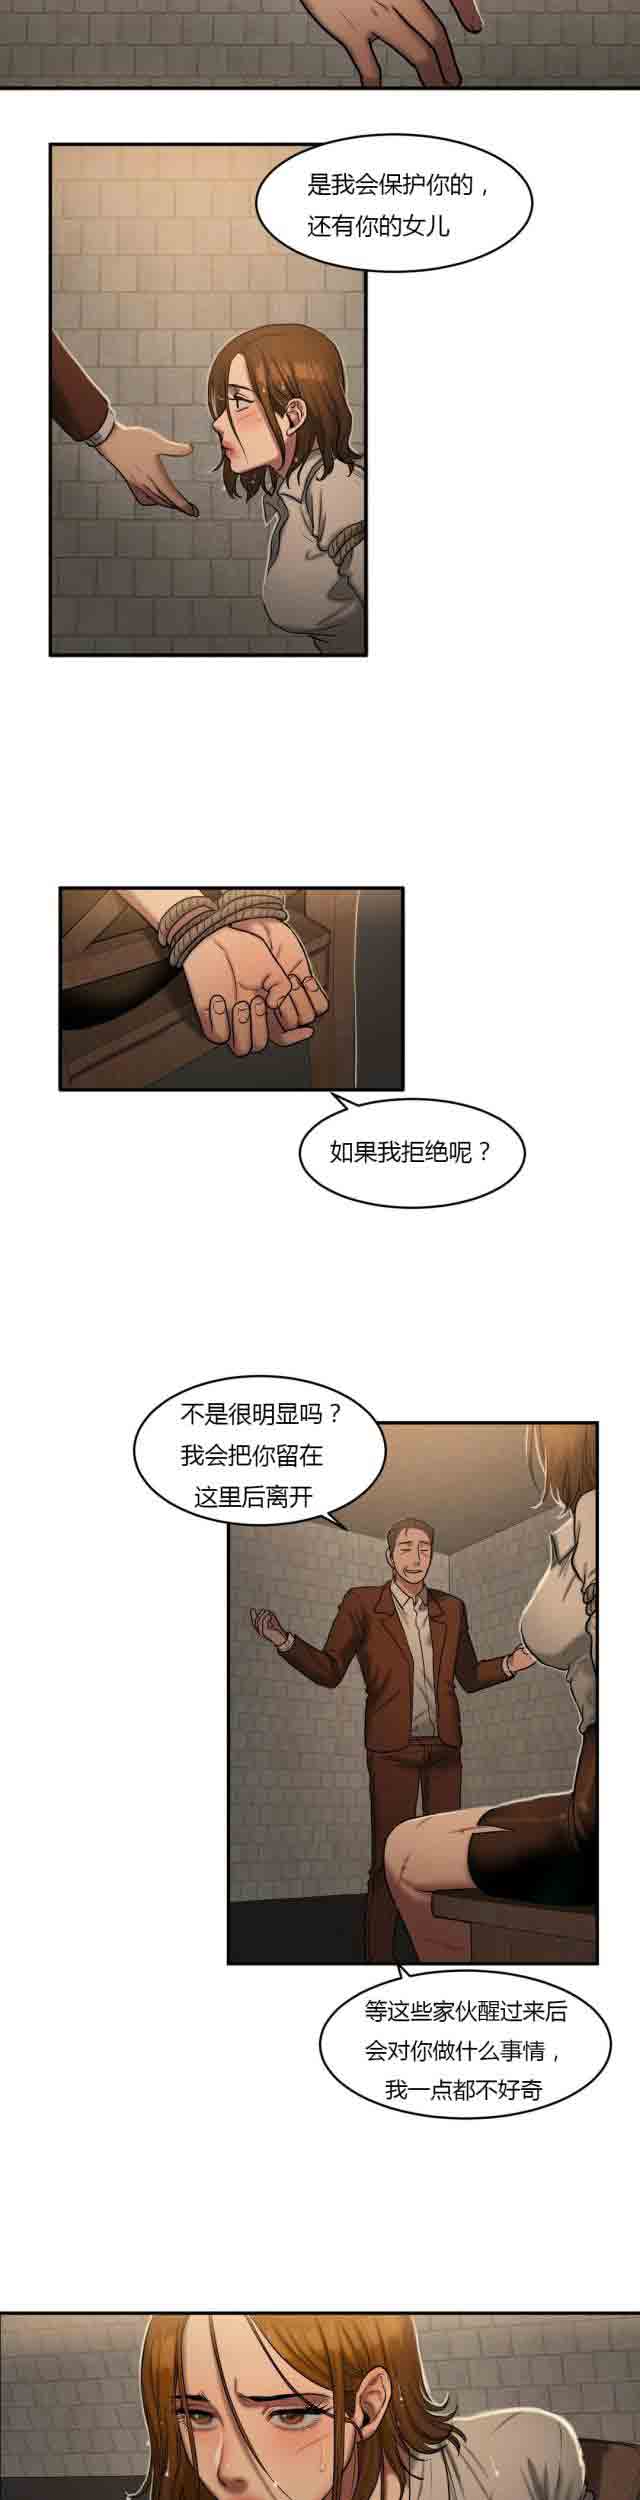 是我会保护你的，
还有你的女儿
如果我拒绝呢？
不是很明显吗？
我会把你留在
这里后离开
等这些家伙醒过来后
会对你做什么事情，
我一点都不好奇